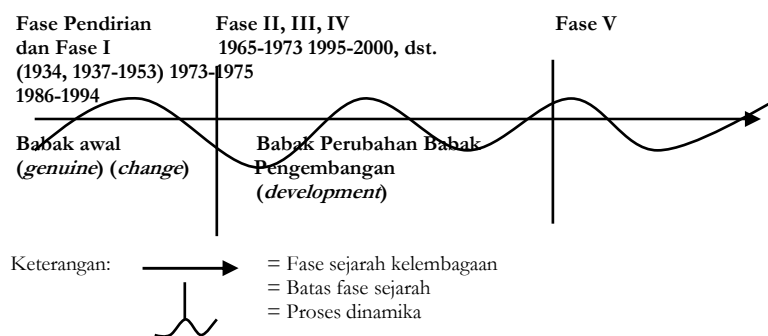 Fase Pendirian
dan Fase I
(1934, 1937-1953) 1973-1975
1986-1994
Fase II, III, IV
1965-1973 1995-2000, dst.
Fase V
Babak awal
(genuine) (change)
Babak Perubahan Babak
Pengembangan
(development)
Keterangan:
= Fase sejarah kelembagaan
= Batas fase sejarah
= Proses dinamika